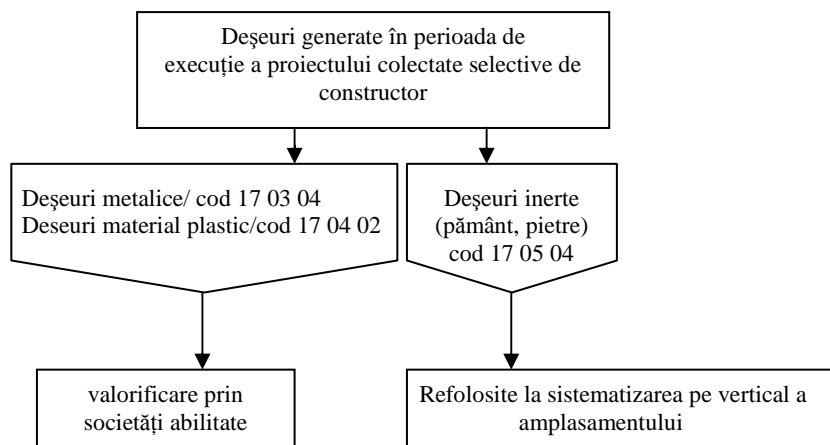 Deşeuri generate în perioada de
execuție a proiectului colectate selective de
constructor
Deşeuri metalice/ cod 17 03 04
Deseuri material plastic/cod 17 04 02
Deşeuri inerte
(pământ, pietre)
cod 17 05 04
valorificare prin
societăți abilitate
Refolosite la sistematizarea pe vertical a
amplasamentului